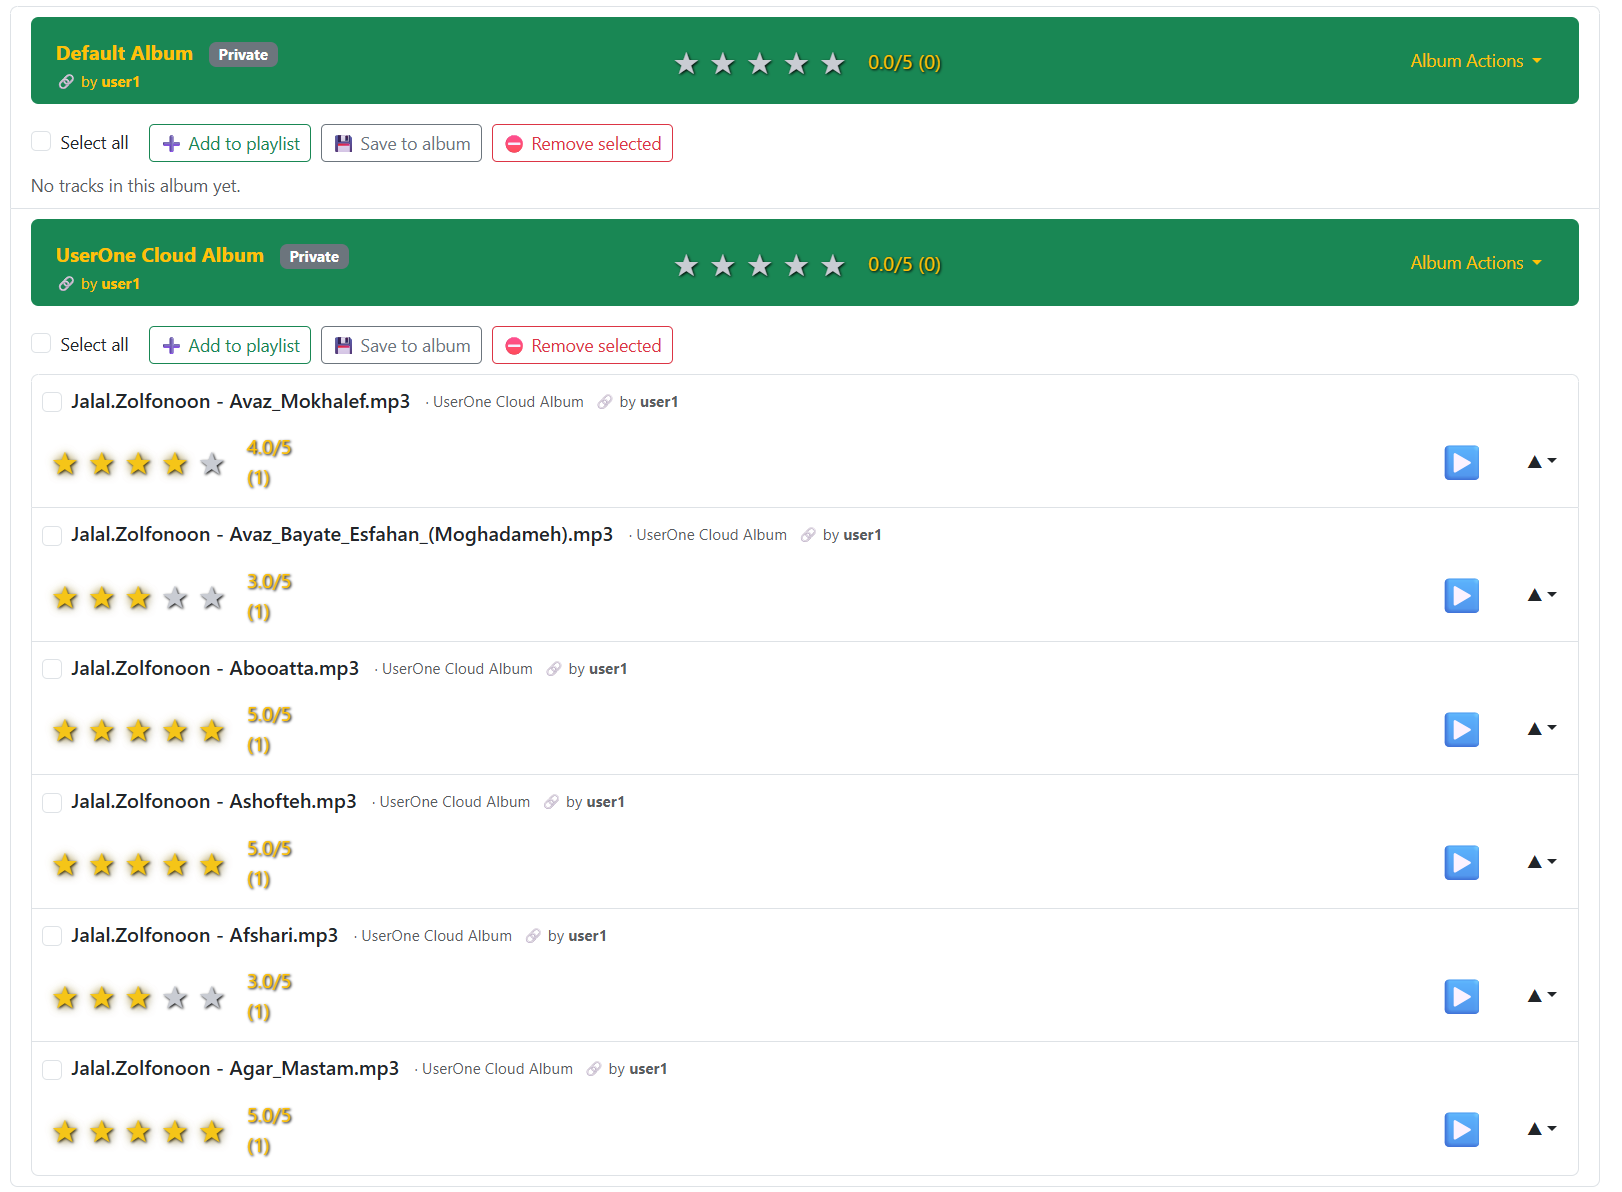 Default Album Private
by user1
★ ★ ★ ★ ★ 0.0/5 (0)
Album Actions
Select all Add to playlist Save to album Remove selected
No tracks in this album yet.
UserOne Cloud Album Private
by user1
★ ★ ★ ★ ★ 0.0/5 (0)
Album Actions
Select all Add to playlist Save to album Remove selected
Jalal.Zolfonoon - Avaz_Mokhalef.mp3 · UserOne Cloud Album by user1
★ ★ ★ ★ ★ 4.0/5
(1)
Jalal.Zolfonoon - Avaz_Bayate_Esfahan_(Moghadameh).mp3 · UserOne Cloud Album by user1
★ ★ ★ ★ ★ 3.0/5
(1)
Jalal.Zolfonoon - Abooatta.mp3 · UserOne Cloud Album by user1
★ ★ ★ ★ ★ 5.0/5
(1)
Jalal.Zolfonoon - Ashofteh.mp3 · UserOne Cloud Album by user1
★ ★ ★ ★ ★ 5.0/5
(1)
Jalal.Zolfonoon - Afshari.mp3 · UserOne Cloud Album by user1
★ ★ ★ ★ ★ 3.0/5
(1)
Jalal.Zolfonoon - Agar_Mastam.mp3 · UserOne Cloud Album by user1
★ ★ ★ ★ ★ 5.0/5
(1)